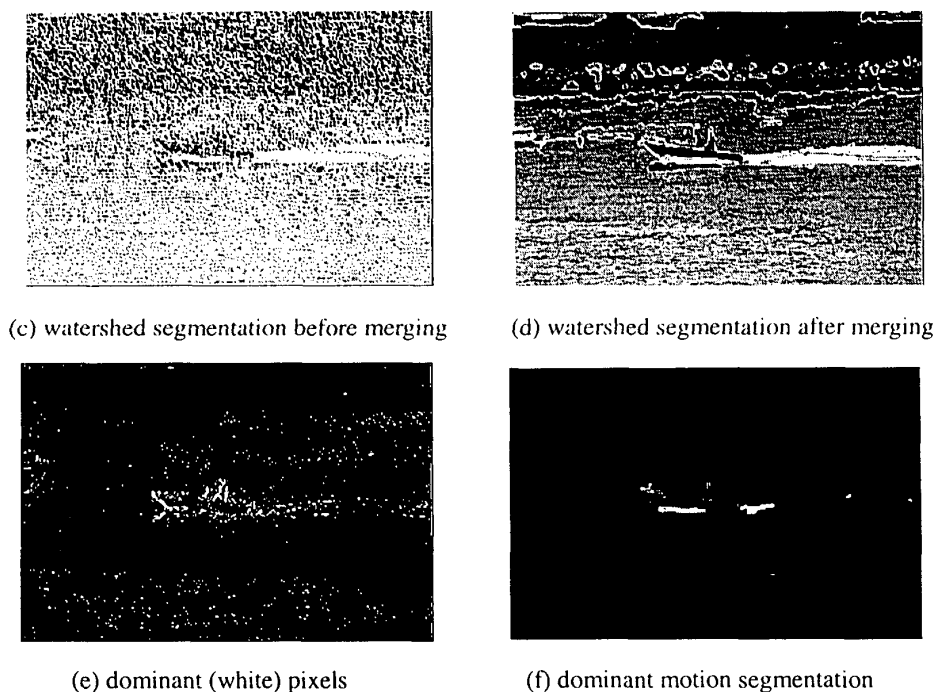 (c) watershed segmentation before merging
(d) watershed segmentation after merging
(e) dominant (white) pixels
(f) dominant motion segmentation